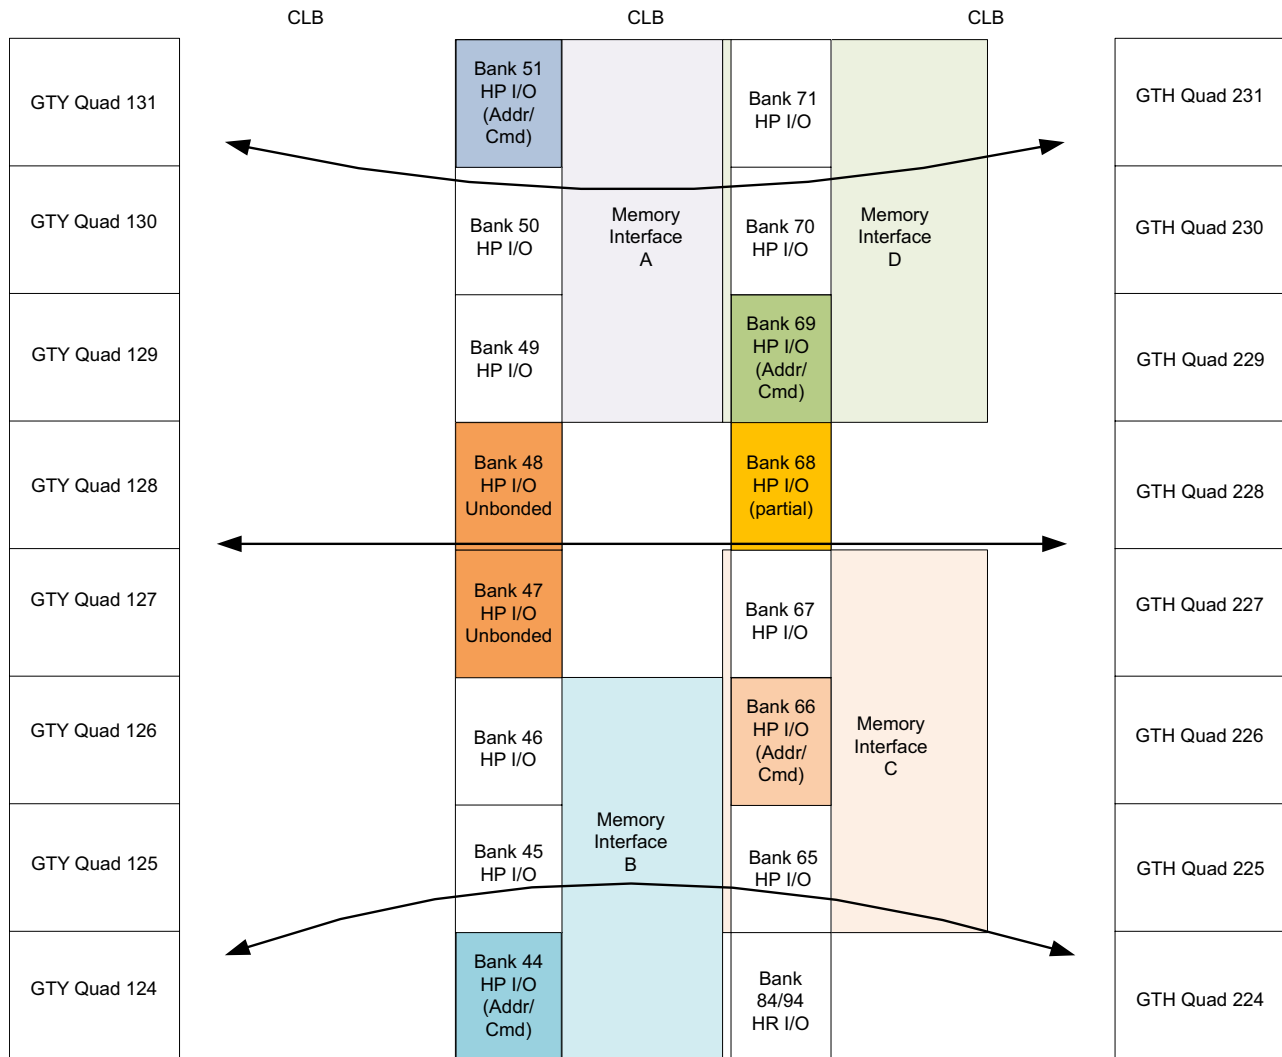 CLB
CLB
CLB
GTY Quad 131
Bank 51
HP I/O
(Addr/
Cmd)
Bank 71
HP I/O
GTH Quad 231
GTY Quad 130
Bank 50
HP I/O
Memory
Interface
A
Bank 70
HP I/O
Memory
Interface
D
GTH Quad 230
GTY Quad 129
Bank 49
HP I/O
Bank 69
HP I/O
(Addr/
Cmd)
GTH Quad 229
GTY Quad 128
Bank 48
HP I/O
Unbonded
Bank 68
HP I/O
(partial)
GTH Quad 228
GTY Quad 127
Bank 47
HP I/O
Unbonded
Bank 67
HP I/O
GTH Quad 227
GTY Quad 126
Bank 46
HP I/O
Bank 66
HP I/O
(Addr/
Cmd)
Memory
Interface
C
GTH Quad 226
GTY Quad 125
Bank 45
HP I/O
Memory
Interface
B
Bank 65
HP I/O
GTH Quad 225
GTY Quad 124
Bank 44
HP I/O
(Addr/
Cmd)
Bank
84/94
HR I/O
GTH Quad 224